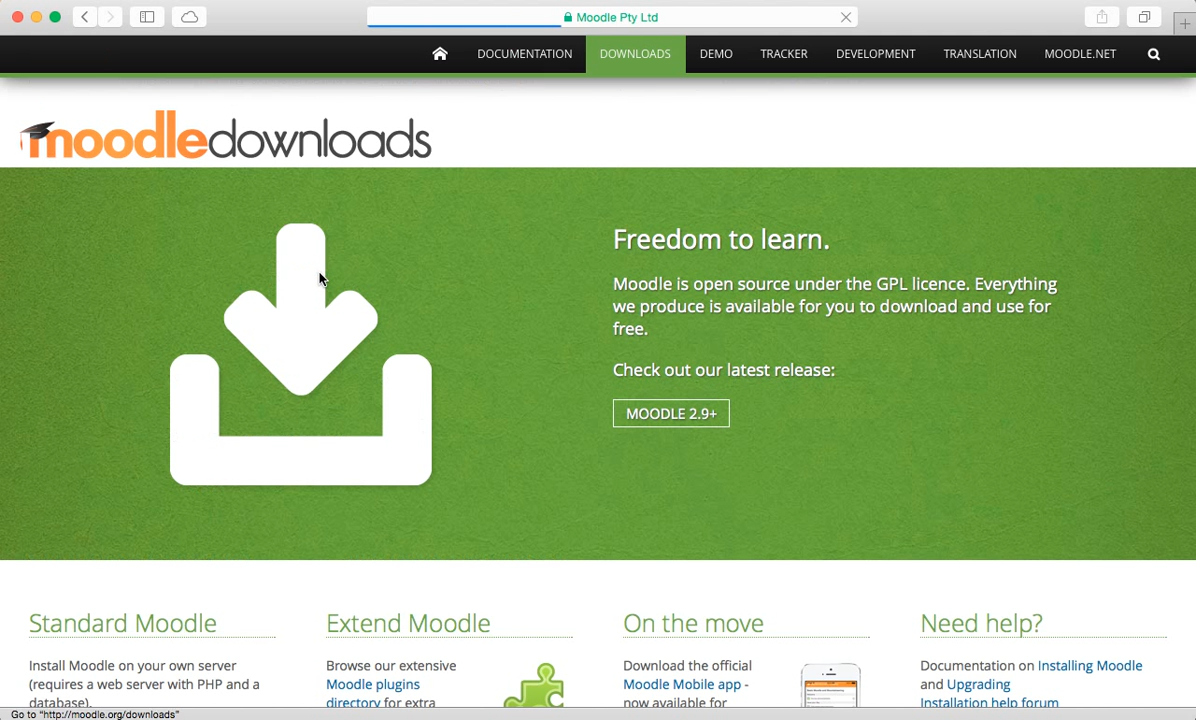 Moodle Pty Ltd
DOCUMENTATION DOWNLOADS DEMO TRACKER DEVELOPMENT TRANSLATION MOODLE.NET
moodledownloads
Freedom to learn.
Moodle is open source under the GPL licence. Everything
we produce is available for you to download and use for
free.
Check out our latest release:
MOODLE 2.9+
Standard Moodle
Install Moodle on your own server
(requires a web server with PHP and a
database).
Extend Moodle
Browse our extensive
Moodle plugins
directory for extra
On the move
Download the official
Moodle Mobile app -
now available for
Need help?
Documentation on Installing Moodle
and Upgrading
Installation help forum
Go to "http://moodle.org/downloads"